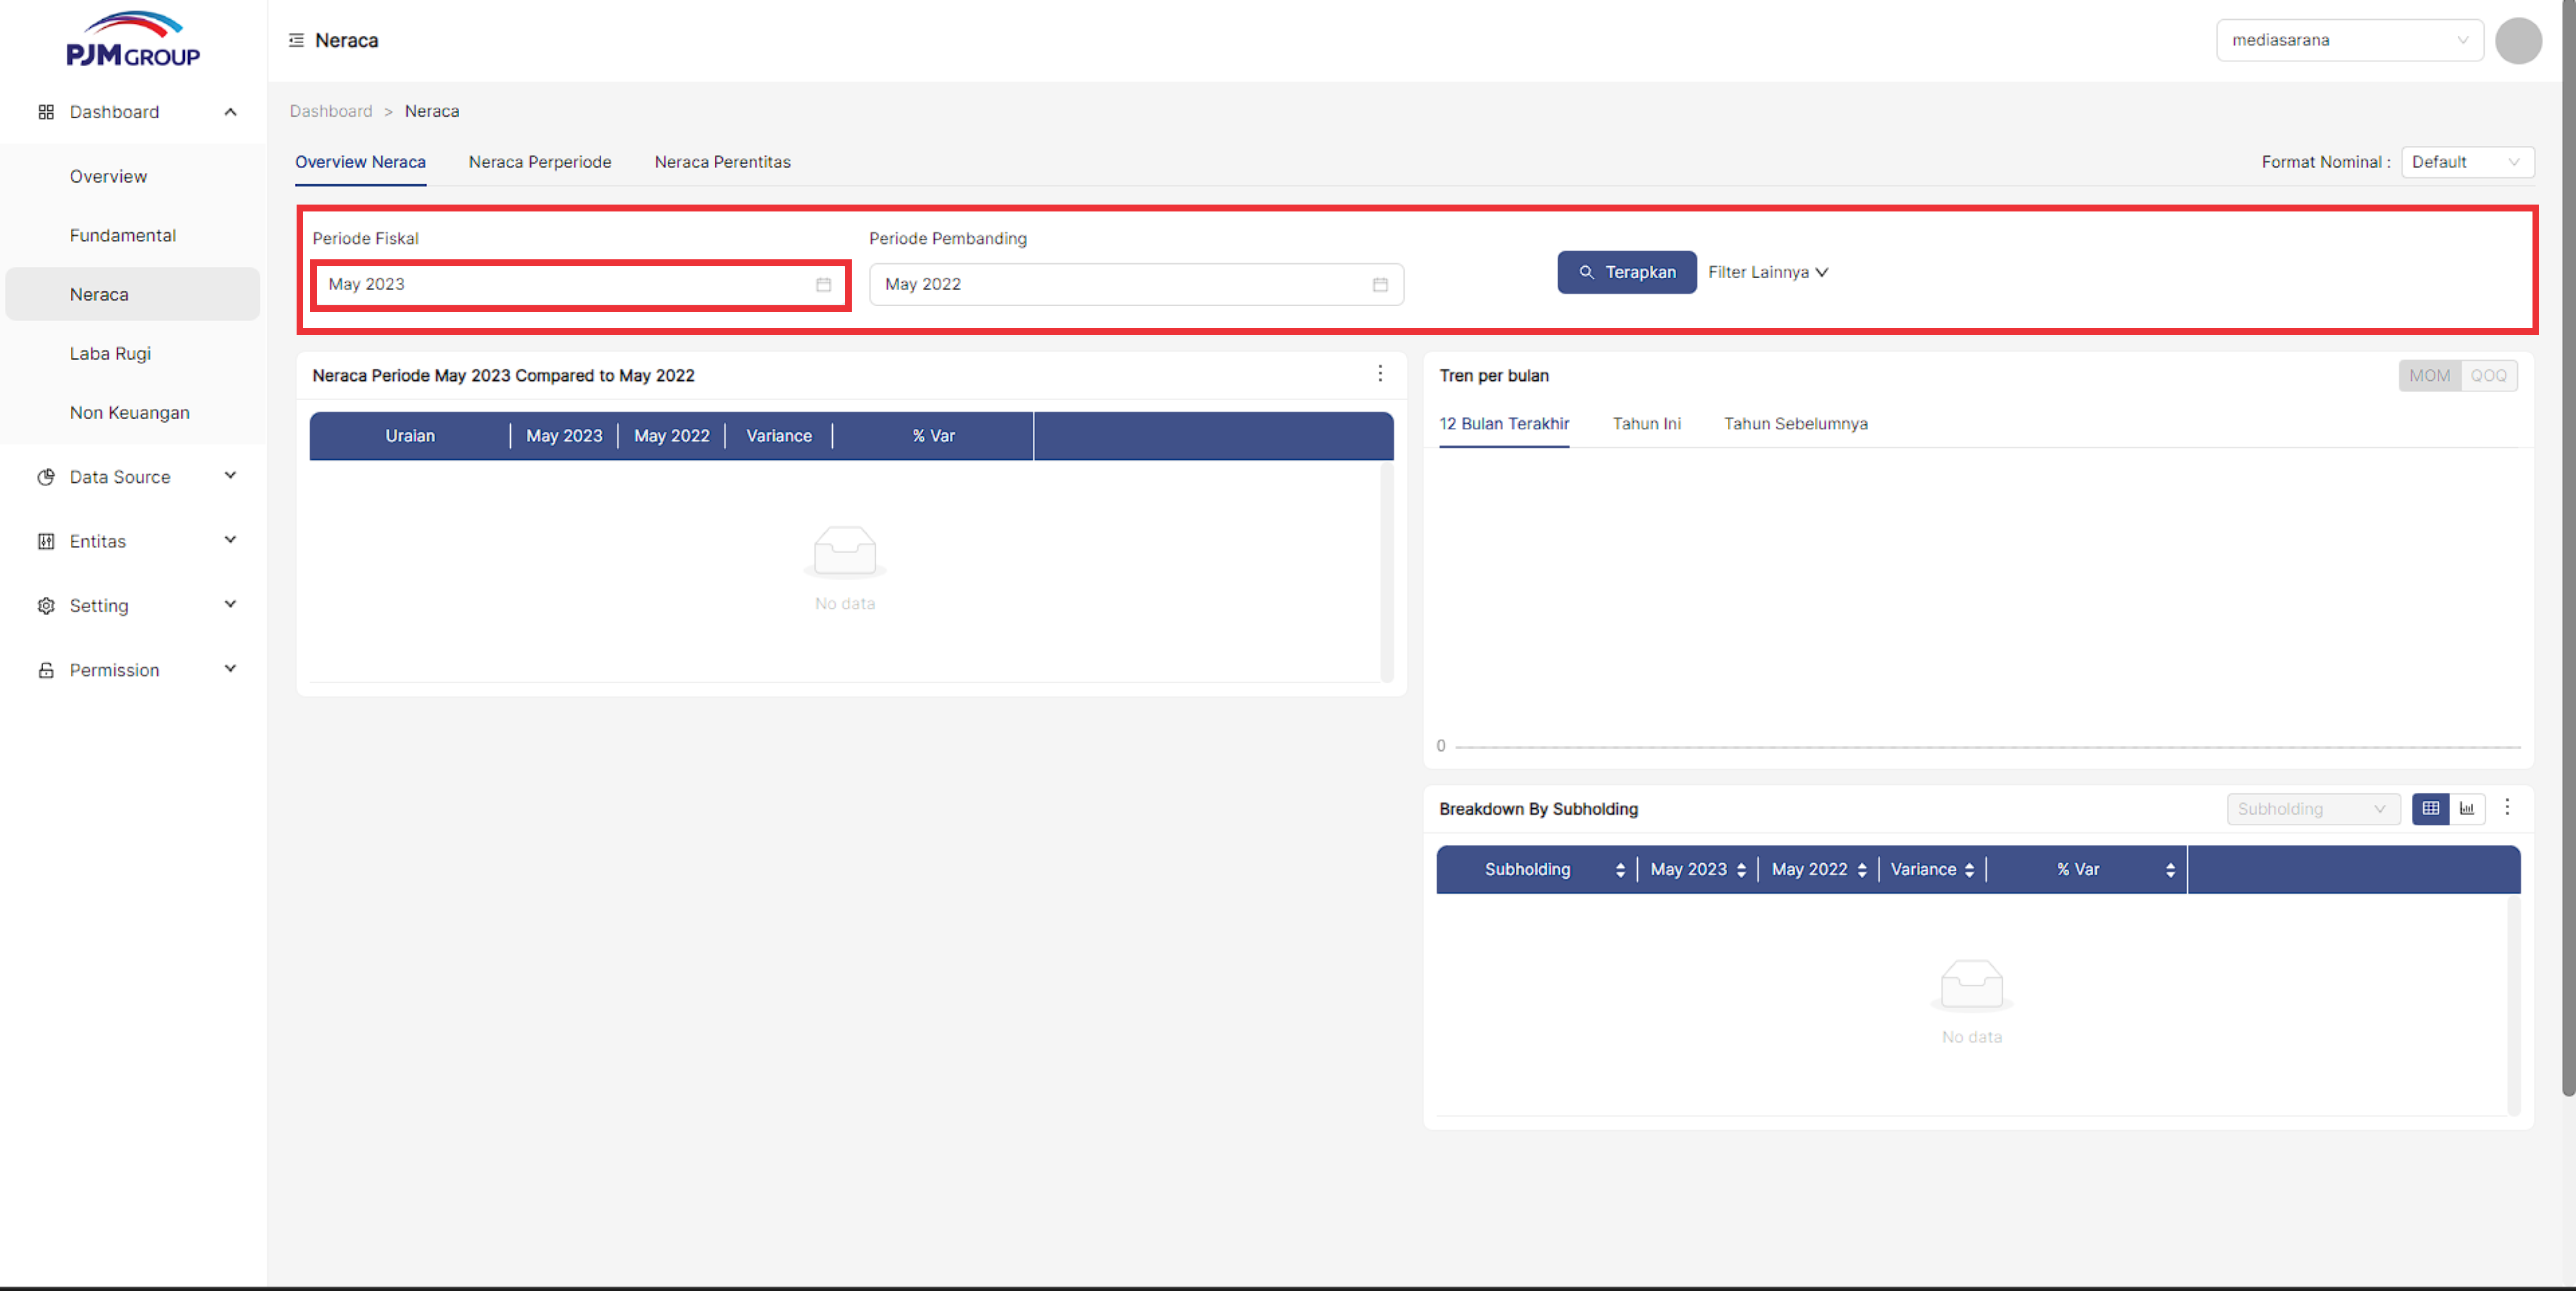 PJM GROUP
Neraca
mediasarana
Dashboard
Overview
Fundamental
Neraca
Laba Rugi
Non Keuangan
Data Source
Entitas
Setting
Permission
Dashboard > Neraca
Overview Neraca Neraca Perperiode Neraca Perentitas
Format Nominal : Default
Periode Fiskal Periode Pembanding
May 2023 May 2022 Terapkan Filter Lainnya
Neraca Periode May 2023 Compared to May 2022
Uraian May 2023 May 2022 Variance % Var
No data
Tren per bulan MOM QOQ
12 Bulan Terakhir Tahun Ini Tahun Sebelumnya
0
Breakdown By Subholding Subholding
Subholding May 2023 May 2022 Variance % Var
No data